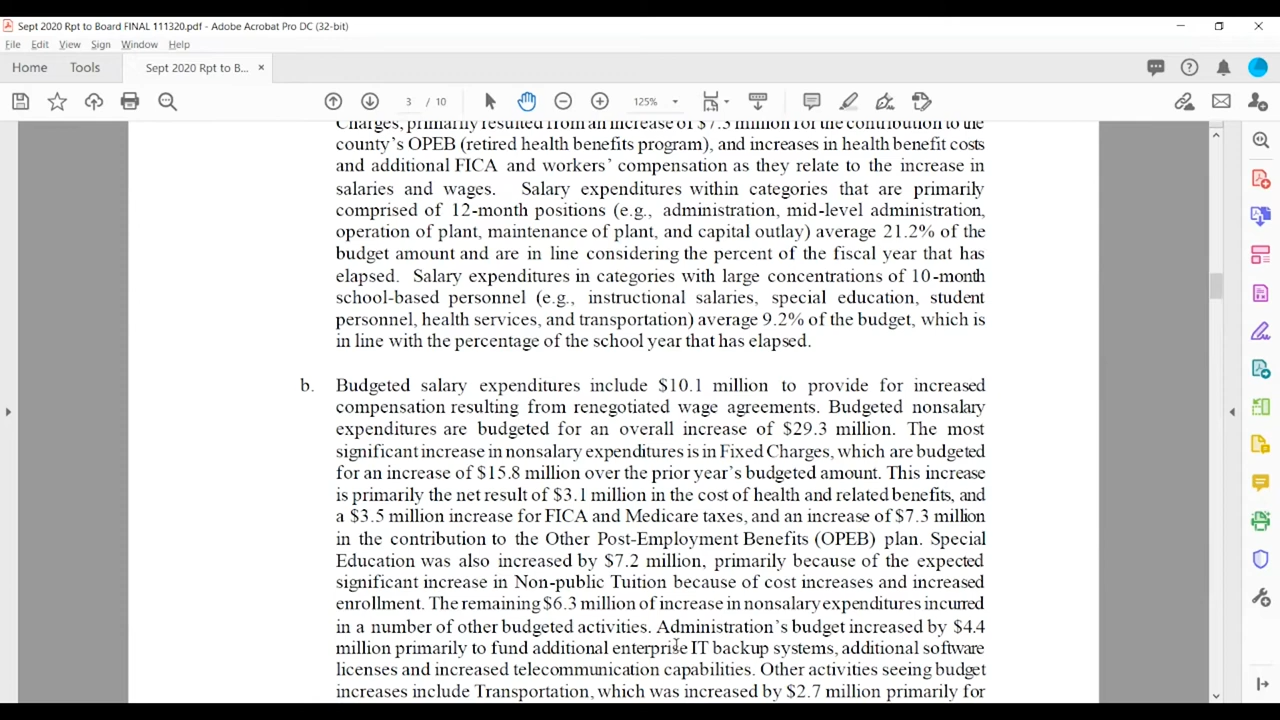 Sept 2020 Rpt to Board FINAL 111320.pdf - Adobe Acrobat Pro DC (32-bit)
File Edit View Sign Window Help
Home Tools Sept 2020 Rpt to B... ×
3 / 10 125%
Charges, primarily resulted from an increase of $7.3 million for the contribution to the
county's OPEB (retired health benefits program), and increases in health benefit costs
and additional FICA and workers' compensation as they relate to the increase in
salaries and wages. Salary expenditures within categories that are primarily
comprised of 12-month positions (e.g., administration, mid-level administration,
operation of plant, maintenance of plant, and capital outlay) average 21.2% of the
budget amount and are in line considering the percent of the fiscal year that has
elapsed. Salary expenditures in categories with large concentrations of 10-month
school-based personnel (e.g., instructional salaries, special education, student
personnel, health services, and transportation) average 9.2% of the budget, which is
in line with the percentage of the school year that has elapsed.
b. Budgeted salary expenditures include $10.1 million to provide for increased
compensation resulting from renegotiated wage agreements. Budgeted nonsalary
expenditures are budgeted for an overall increase of $29.3 million. The most
significant increase in nonsalary expenditures is in Fixed Charges, which are budgeted
for an increase of $15.8 million over the prior year's budgeted amount. This increase
is primarily the net result of $3.1 million in the cost of health and related benefits, and
a $3.5 million increase for FICA and Medicare taxes, and an increase of $7.3 million
in the contribution to the Other Post-Employment Benefits (OPEB) plan. Special
Education was also increased by $7.2 million, primarily because of the expected
significant increase in Non-public Tuition because of cost increases and increased
enrollment. The remaining $6.3 million of increase in nonsalary expenditures incurred
in a number of other budgeted activities. Administration's budget increased by $4.4
million primarily to fund additional enterprise IT backup systems, additional software
licenses and increased telecommunication capabilities. Other activities seeing budget
increases include Transportation, which was increased by $2.7 million primarily for